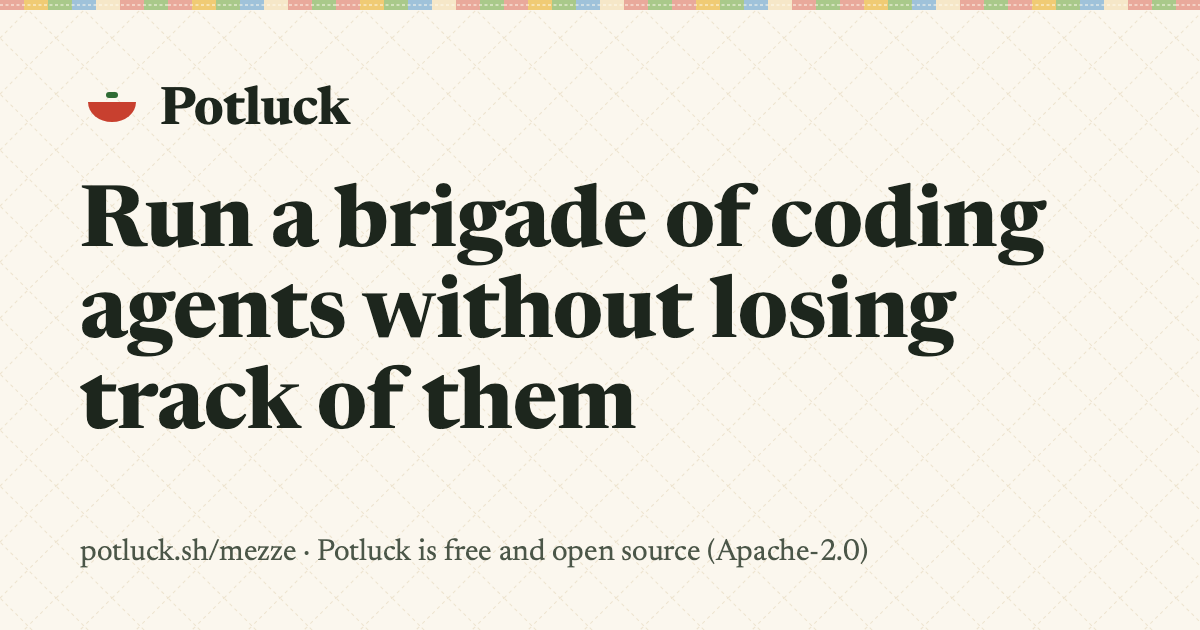 Potluck
Run a brigade of coding
agents without losing
track of them
potluck.sh/mezze · Potluck is free and open source (Apache-2.0)